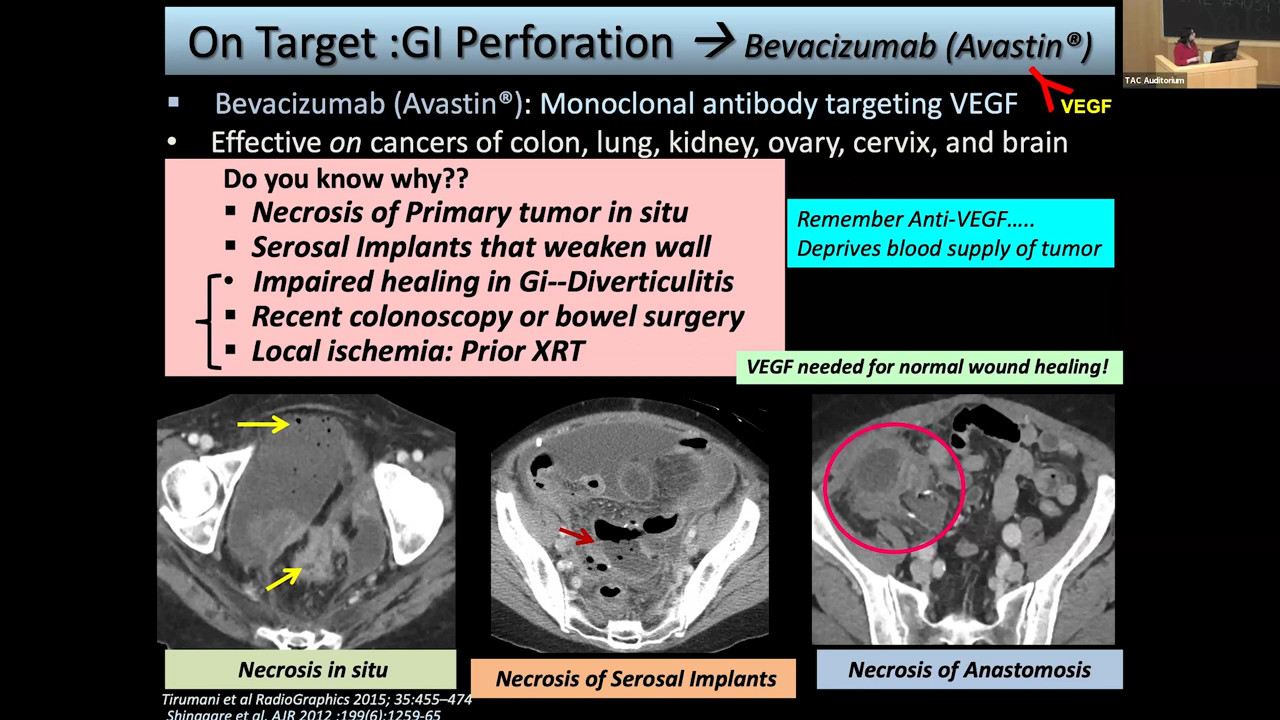 On Target :GI Perforation → Bevacizumab (Avastin®)
TAC Auditorium
▪ Bevacizumab (Avastin®): Monoclonal antibody targeting VEGF
VEGF
• Effective on cancers of colon, lung, kidney, ovary, cervix, and brain
Do you know why??
▪ Necrosis of Primary tumor in situ
▪ Serosal Implants that weaken wall
• Impaired healing in Gi--Diverticulitis
▪ Recent colonoscopy or bowel surgery
▪ Local ischemia: Prior XRT
Remember Anti-VEGF.....
Deprives blood supply of tumor
VEGF needed for normal wound healing!
Necrosis in situ
Necrosis of Serosal Implants
Necrosis of Anastomosis
Tirumani et al RadioGraphics 2015; 35:455–474
Shinagare et al. AJR 2012 ;199(6):1259-65